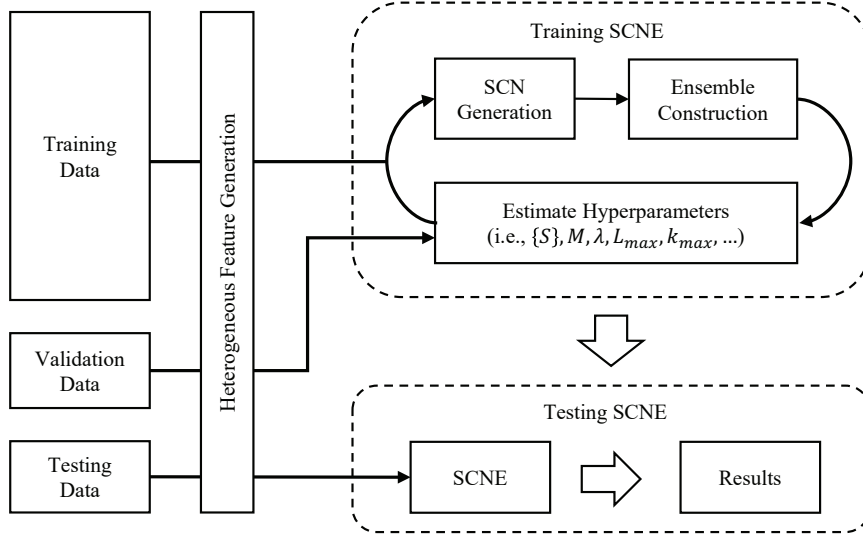 Training SCNE
SCN
Generation
Ensemble
Construction
Training
Data
Heterogeneous Feature Generation
Estimate Hyperparameters
(i.e., {S}, M, λ, L_max, k_max, ...)
Validation
Data
Testing SCNE
Testing
Data
SCNE
Results